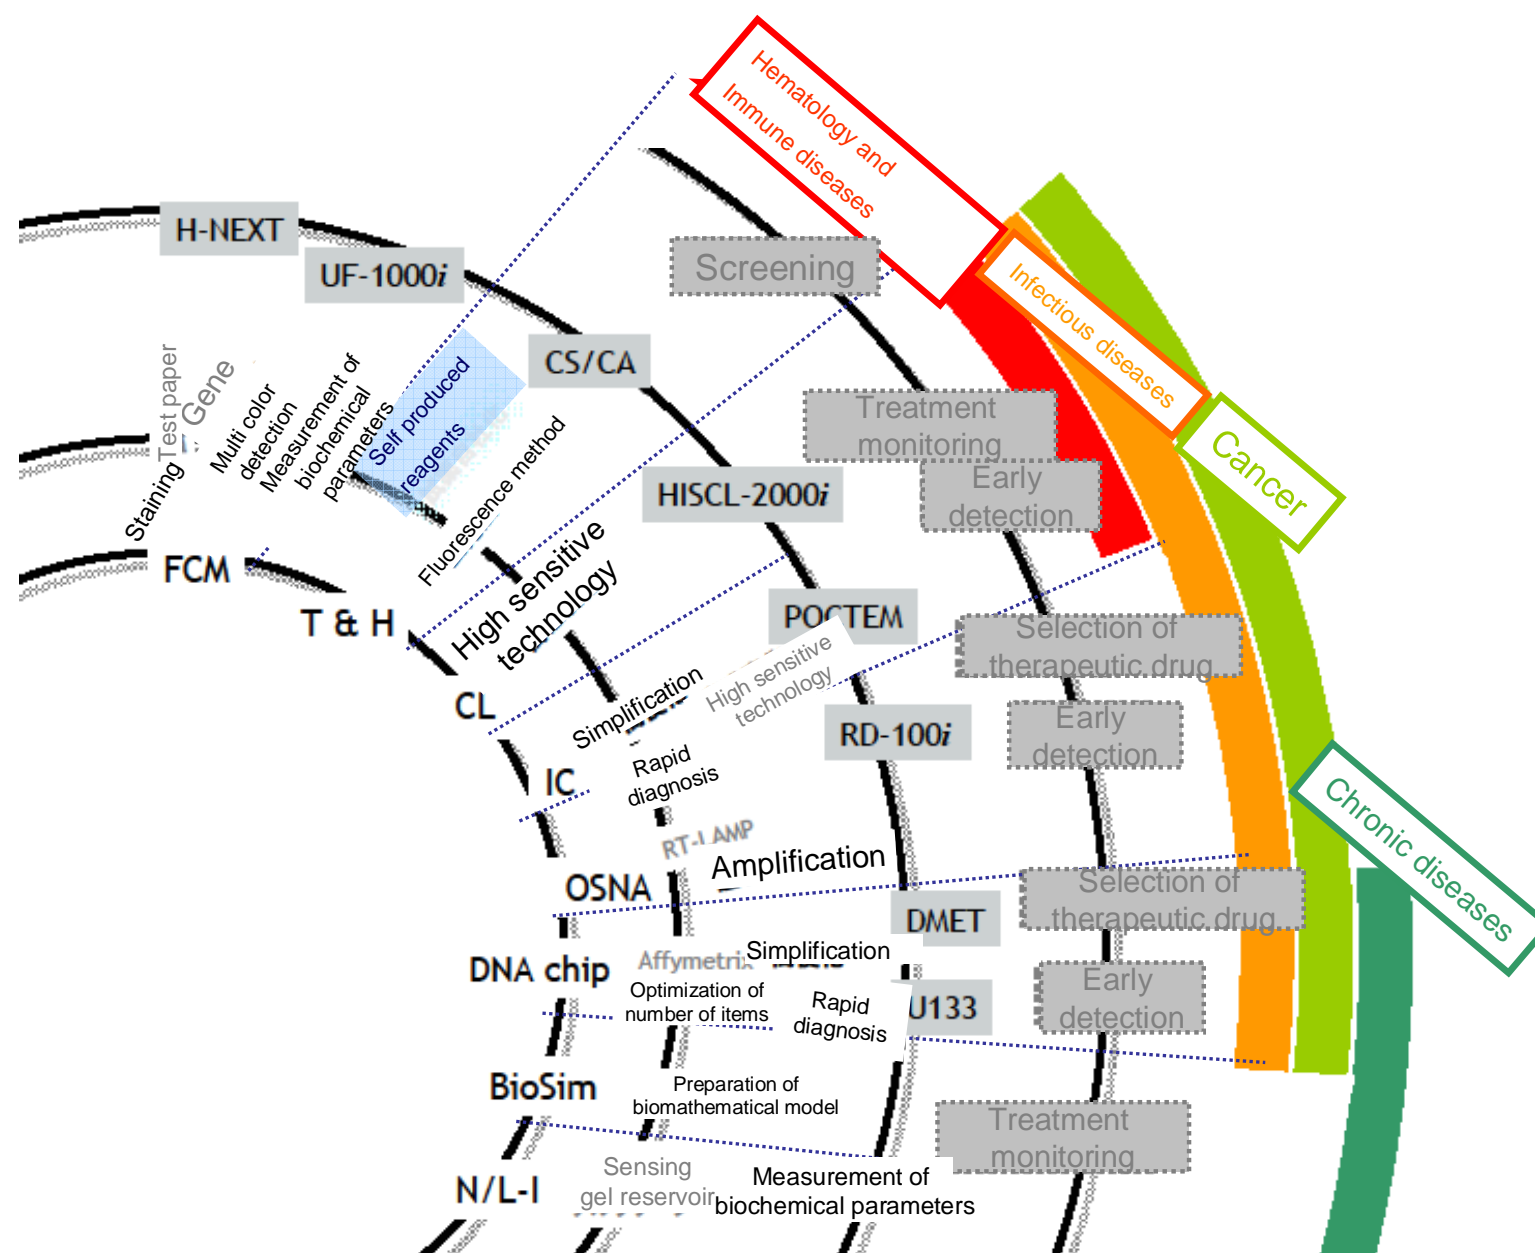 Hematology and
Immune diseases
Infectious diseases
Cancer
Chronic diseases
H-NEXT
UF-1000i
CS/CA
HISCL-2000i
POCTEM
RD-100i
DMET
U133
Screening
Treatment
monitoring
Early
detection
Selection of
therapeutic drug
Early
detection
Selection of
therapeutic drug
Early
detection
Treatment
monitoring
Test paper
Gene
Staining
Multi color
detection
Measurement of
biochemical
parameters
Self produced
reagents
Fluorescence method
High sensitive
technology
Simplification
High sensitive
technology
Rapid
diagnosis
RT-LAMP
Amplification
Affymetrix
Simplification
Optimization of
number of items
Rapid
diagnosis
Preparation of
biomathematical model
Sensing
gel reservoir
Measurement of
biochemical parameters
FCM
T & H
CL
IC
OSNA
DNA chip
BioSim
N/L-I